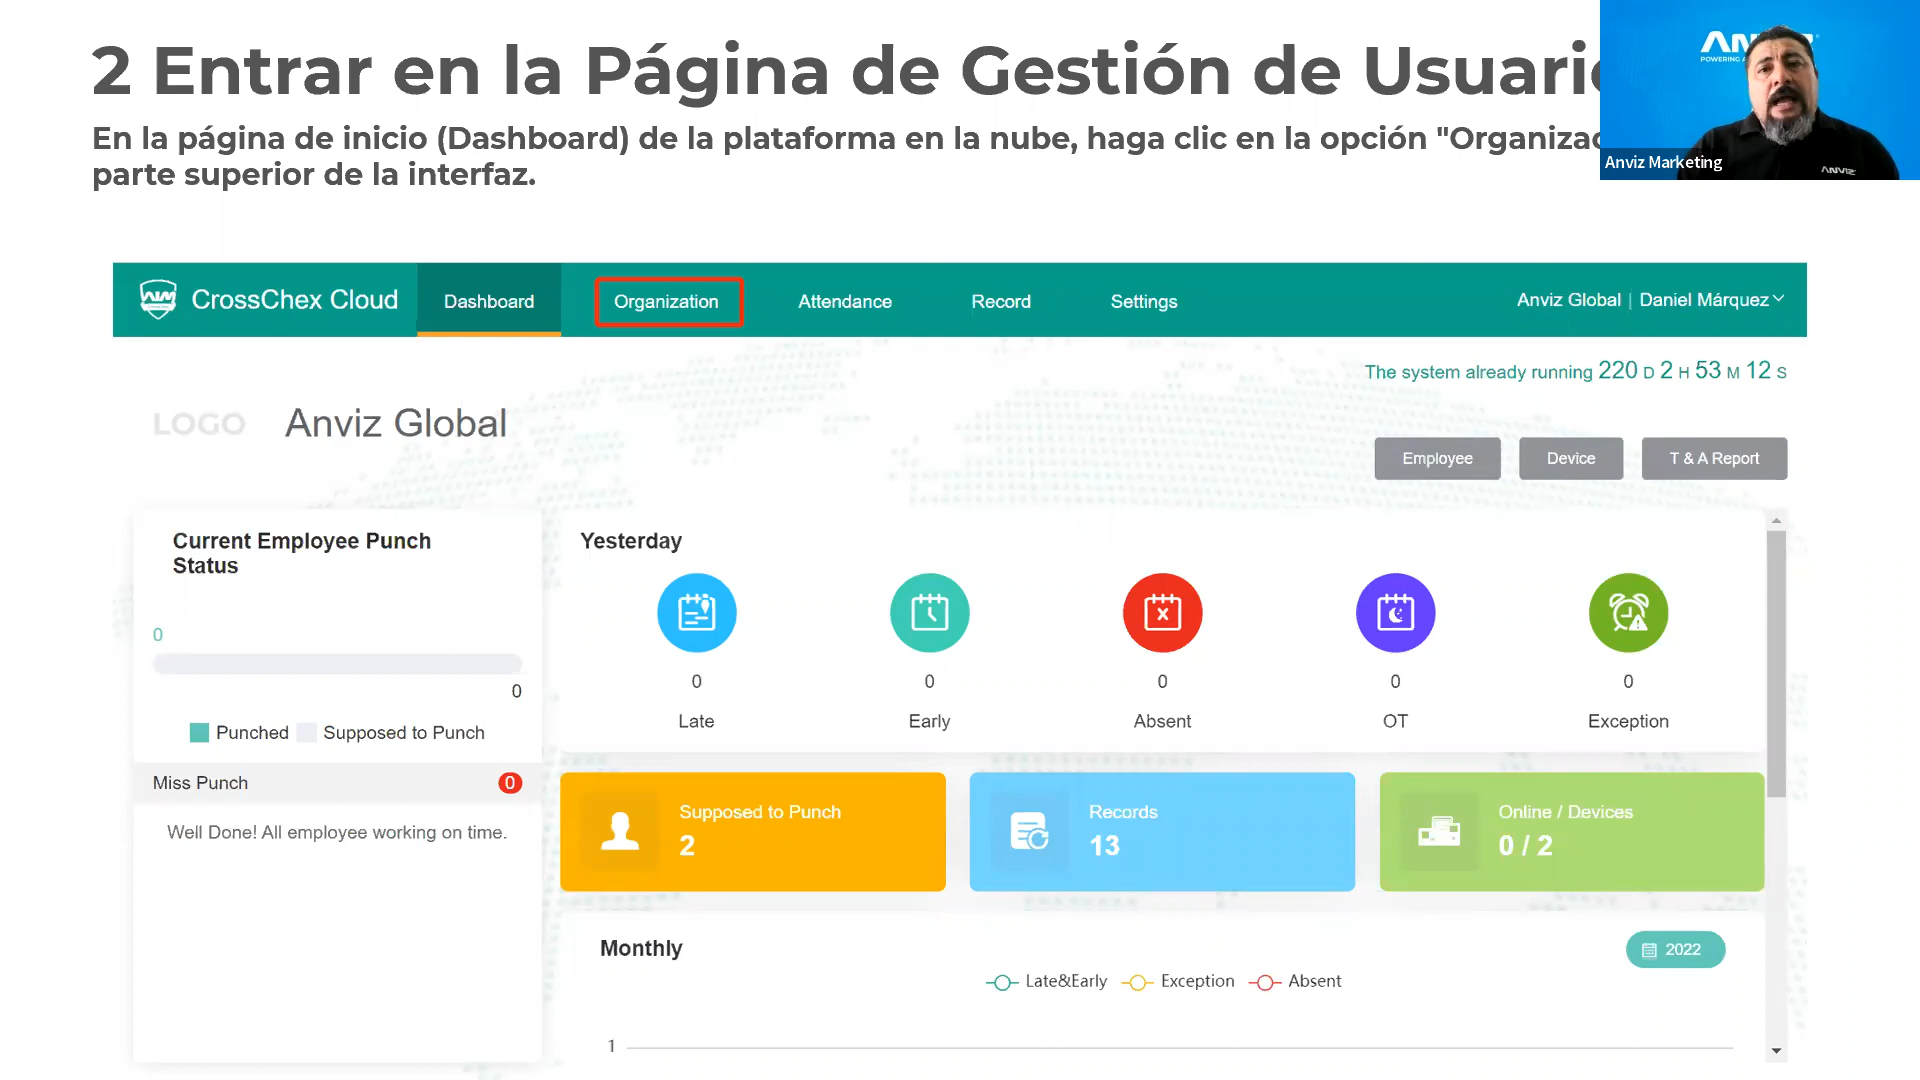 2 Entrar en la Página de Gestión de
En la página de inicio (Dashboard) de la plataforma en la nube, haga clic en la opción
parte superior de la interfaz.
Anviz Marketing
CrossChex Cloud
Dashboard
Organization
Attendance
Record
Settings
Anviz Global | Daniel Márquez
The system already running 220 D 2 H 53 M 12 S
LOGO
Anviz Global
Employee
Device
T & A Report
Current Employee Punch
Status
0
0
Punched
Supposed to Punch
Miss Punch
0
Well Done! All employee working on time.
Yesterday
0
0
0
0
0
Late
Early
Absent
OT
Exception
Supposed to Punch
2
Records
13
Online / Devices
0 / 2
Monthly
2022
Late&Early
Exception
Absent
1